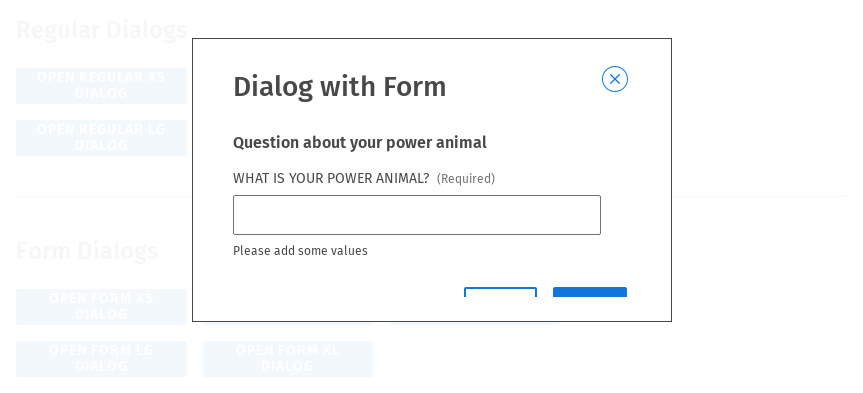 Regular Dialogs
OPEN REGULAR XS
DIALOG
OPEN REGULAR LG
DIALOG
Dialog with Form
Question about your power animal
WHAT IS YOUR POWER ANIMAL? (Required)
Please add some values
Form Dialogs
OPEN FORM XS
DIALOG
OPEN FORM LG
DIALOG
OPEN FORM XL
DIALOG